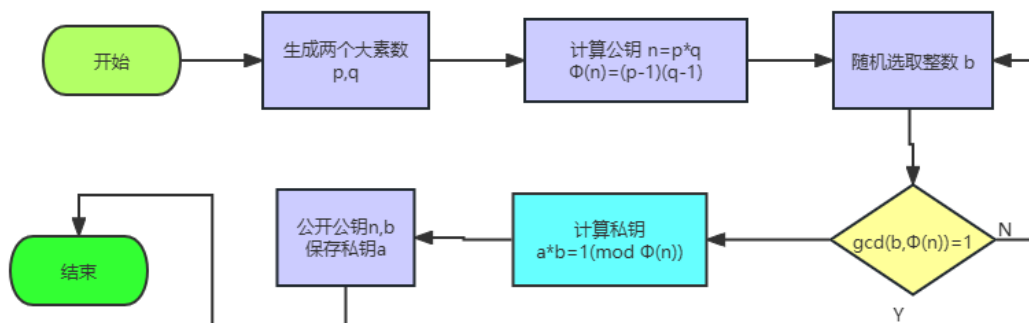 开始
生成两个大素数
p,q
计算公钥 n=p*q
Φ(n)=(p-1)(q-1)
随机选取整数 b
gcd(b,Φ(n))=1
N
Y
计算私钥
a*b=1(mod Φ(n))
公开公钥n,b
保存私钥a
结束